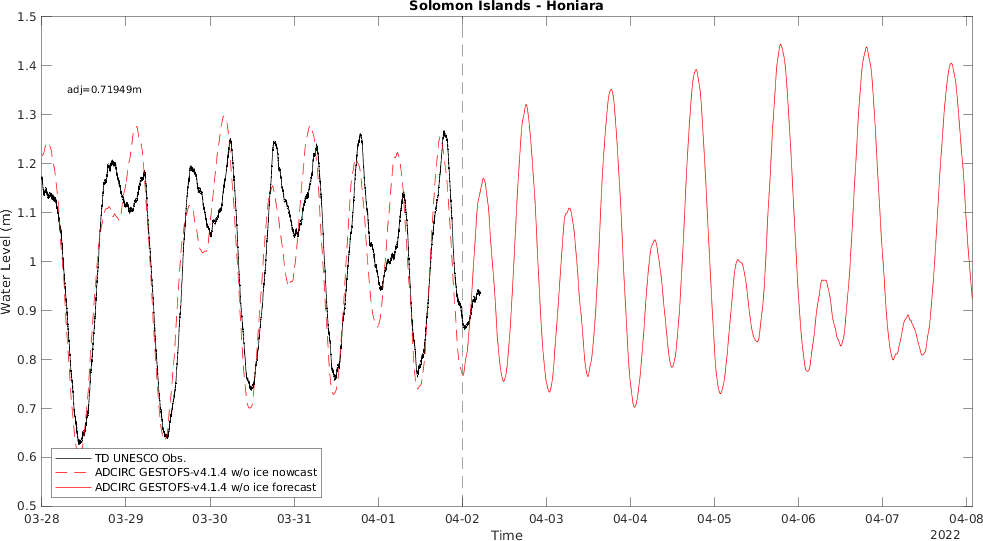 Solomon Islands - Honiara
1.5
1.4
1.3
1.2
1.1
1
0.9
0.8
0.7
0.6
0.5
Water Level (m)
adj=0.71949m
TD UNESCO Obs.
ADCIRC GESTOFS-v4.1.4 w/o ice nowcast
ADCIRC GESTOFS-v4.1.4 w/o ice forecast
03-28 03-29 03-30 03-31 04-01 04-02 04-03 04-04 04-05 04-06 04-07 04-08
Time
2022